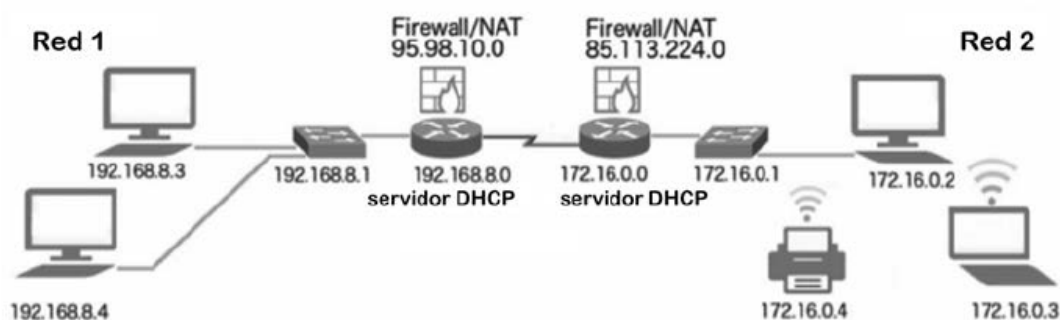 Red 1
Firewall/NAT
95.98.10.0
Firewall/NAT
85.113.224.0
Red 2
192.168.8.3
192.168.8.1
192.168.8.0
servidor DHCP
172.16.0.0
servidor DHCP
172.16.0.1
172.16.0.2
192.168.8.4
172.16.0.4
172.16.0.3